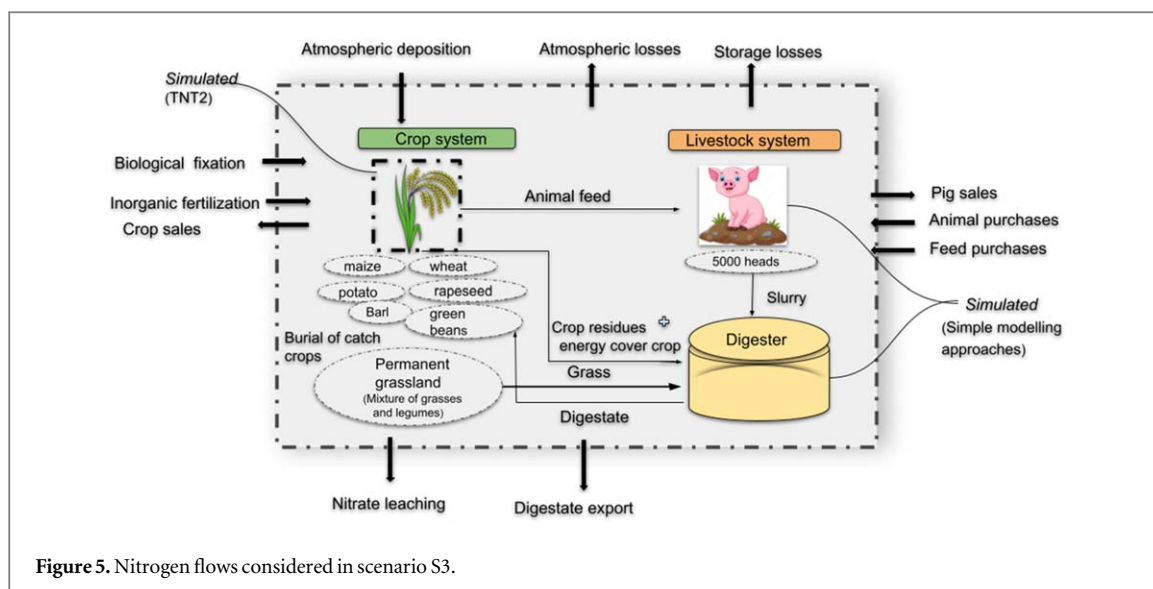 Atmospheric deposition
Atmospheric losses
Storage losses
Simulated
(TNT2)
Crop system
Livestock system
Biological fixation
Inorganic fertilization
Crop sales
Animal feed
Pig sales
Animal purchases
Feed purchases
5000 heads
maize
wheat
potato
rapeseed
Barl
green
beans
Slurry
Simulated
(Simple modelling
approaches)
Burial of catch
crops
Crop residues +
energy cover crop
Digester
Permanent
grassland
(Mixture of grasses
and legumes)
Grass
Digestate
Nitrate leaching
Digestate export
Figure 5. Nitrogen flows considered in scenario S3.